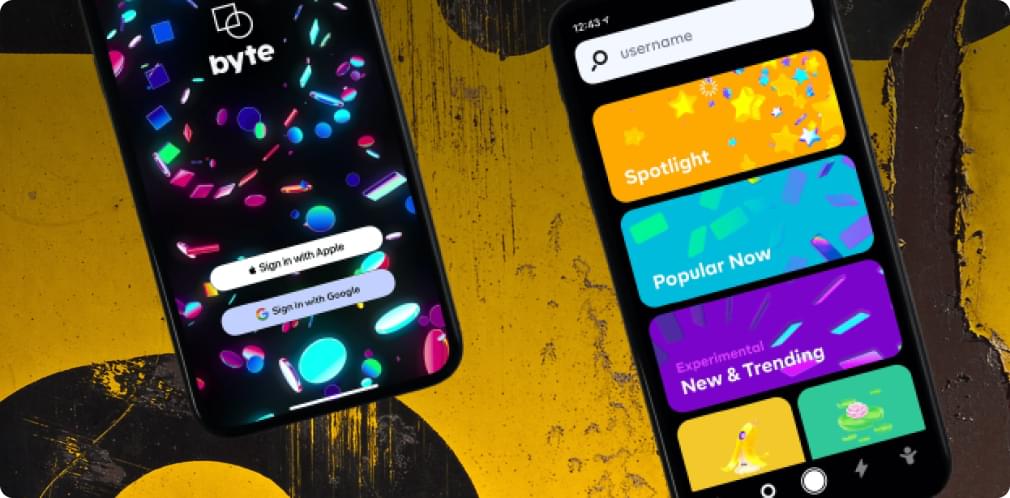 byte
Sign in with Apple
Sign in with Google
12:43
username
Spotlight
Popular Now
Experimental
New & Trending